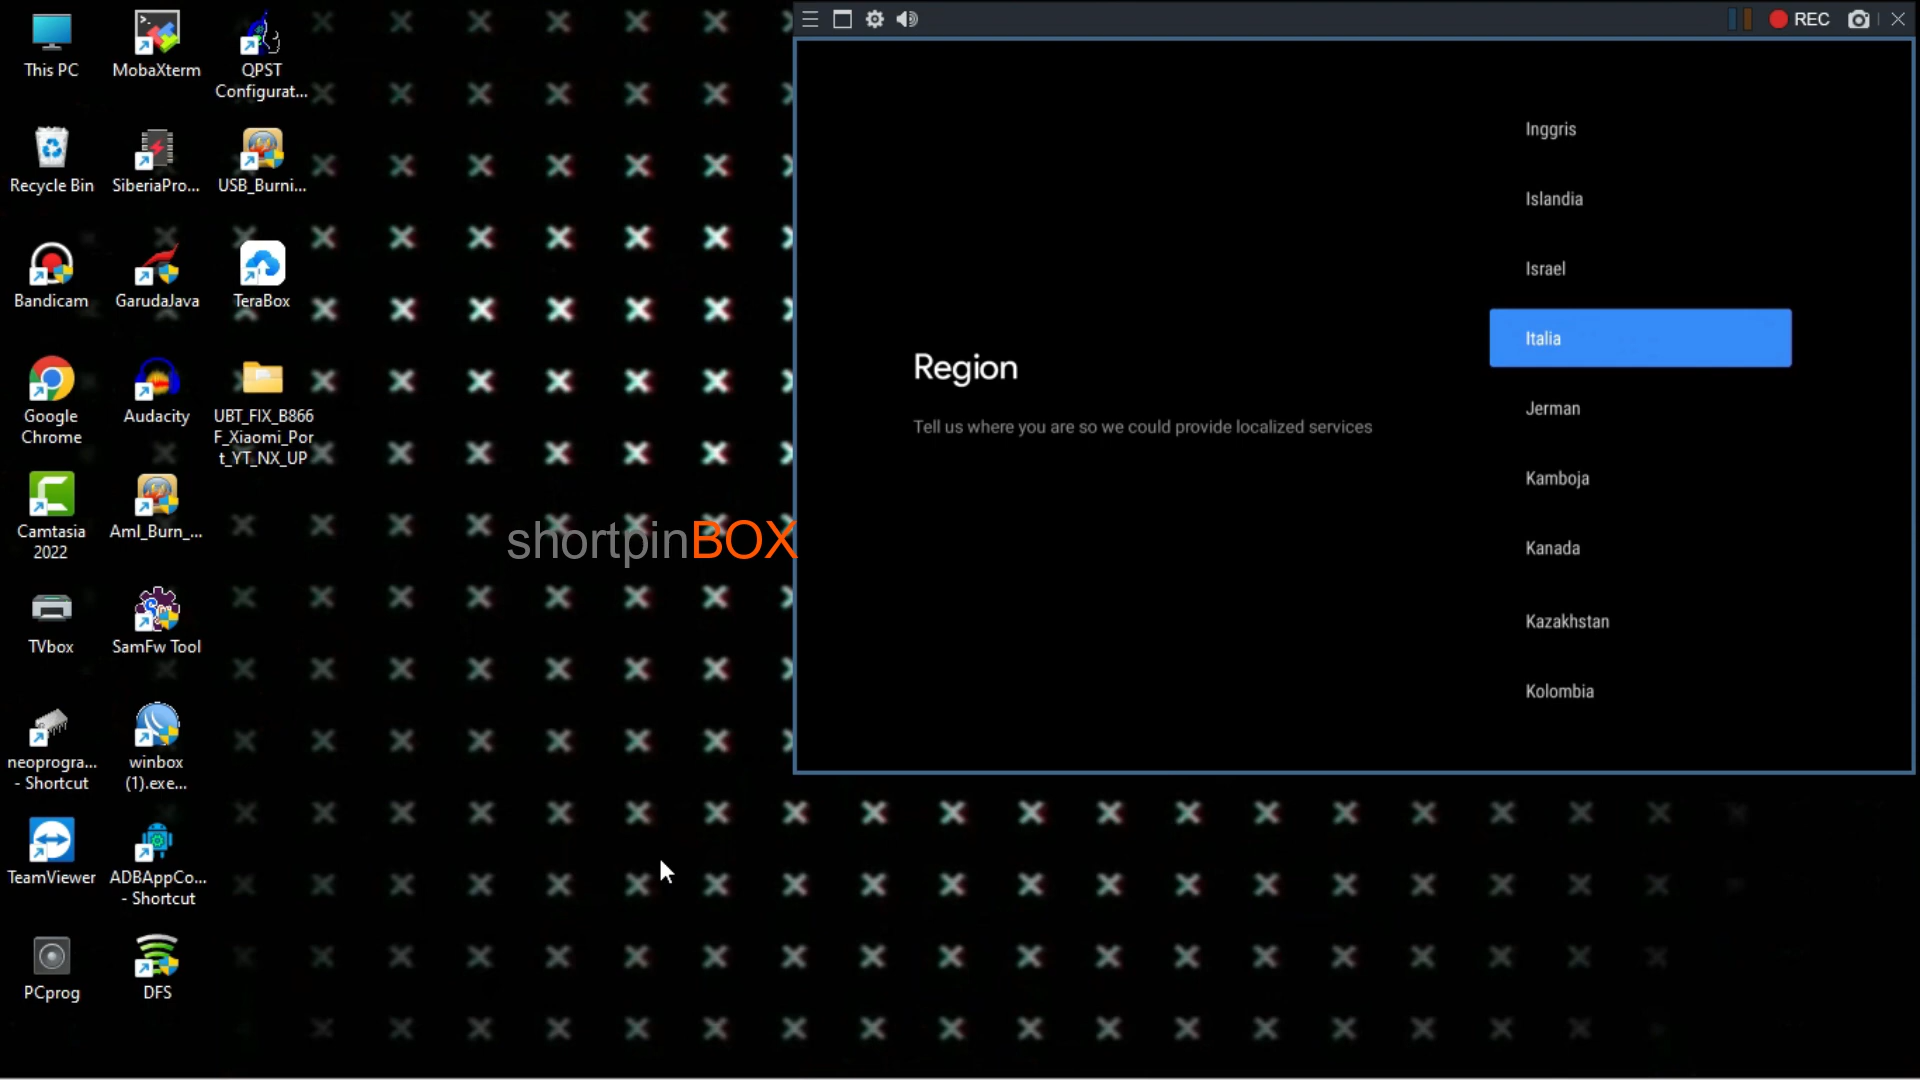 This PC
MobaXterm
QPST
Configurat...
Recycle Bin
SiberiaPro...
USB_Burni...
Bandicam
GarudaJava
TeraBox
Google
Chrome
Audacity
UBT_FIX_B866
F_Xiaomi_Por
t_YT_NX_UP
Camtasia
2022
Aml_Burn_...
TVbox
SamFw Tool
neoprogra...
- Shortcut
winbox
(1).exe...
TeamViewer
ADBAppCo...
- Shortcut
PCprog
DFS
shortpinBOX
REC
Region
Tell us where you are so we could provide localized services
Inggris
Islandia
Israel
Italia
Jerman
Kamboja
Kanada
Kazakhstan
Kolombia